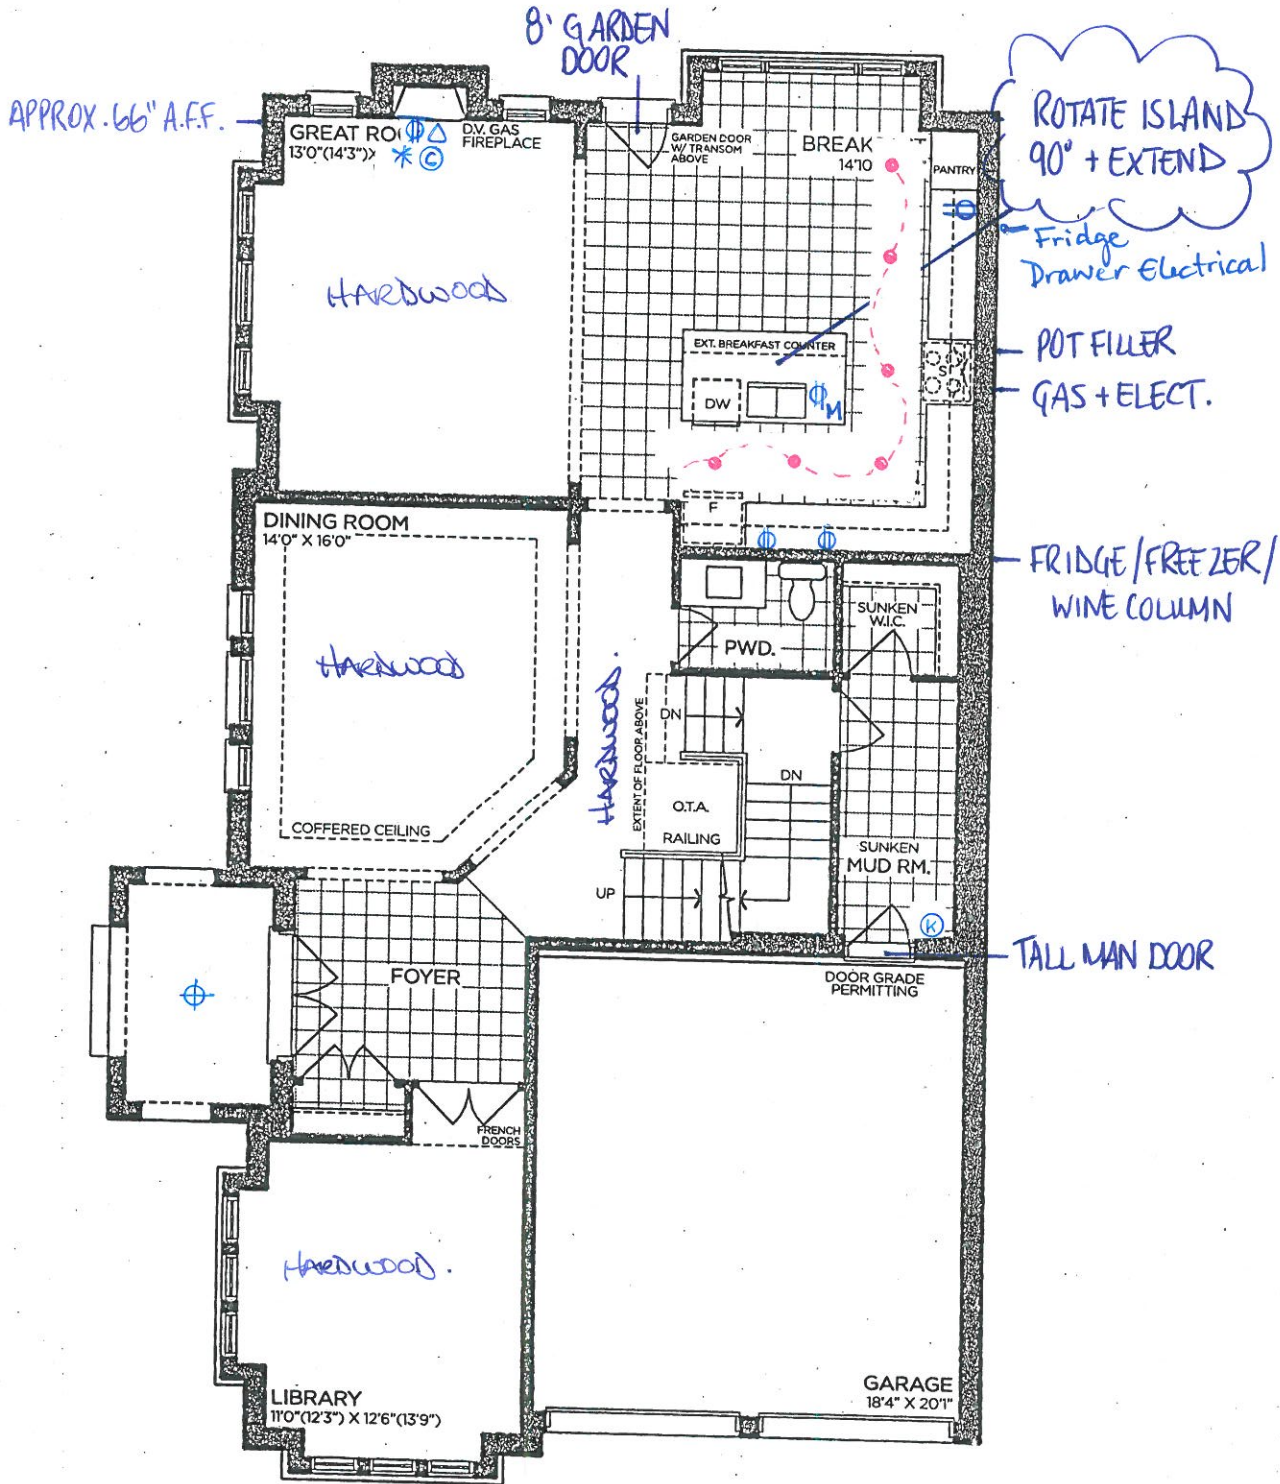 8' GARDEN
DOOR
APPROX. 66" A.F.F.
GREAT RO
13'0"(14'3")X
D.V. GAS
FIREPLACE
* ©
GARDEN DOOR
W/ TRANSOM
ABOVE
BREAK
14'10
PANTRY
ROTATE ISLAND
90° + EXTEND
Fridge
Drawer Electrical
HARDWOOD
EXT. BREAKFAST COUNTER
DW
M
S
POT FILLER
GAS + ELECT.
F
DINING ROOM
14'0" X 16'0"
FRIDGE/FREEZER/
WINE COLUMN
SUNKEN
W.I.C.
PWD.
HARDWOOD
HARDWOOD.
EXTENT OF FLOOR ABOVE
DN
DN
O.T.A.
RAILING
COFFERED CEILING
SUNKEN
MUD RM.
UP
K
TALL MAN DOOR
FOYER
DOOR GRADE
PERMITTING
FRENCH
DOORS
HARDWOOD.
LIBRARY
11'0"(12'3") X 12'6"(13'9")
GARAGE
18'4" X 20'1"